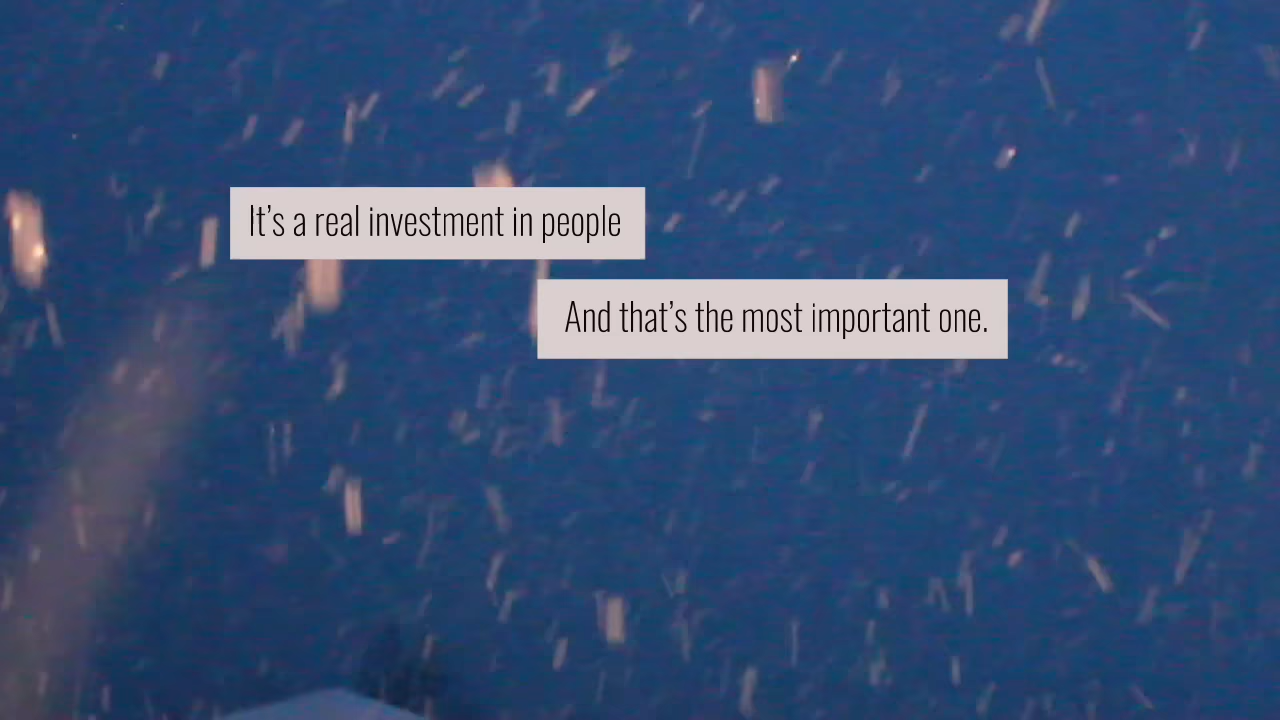 It’s a real investment in people
And that’s the most important one.